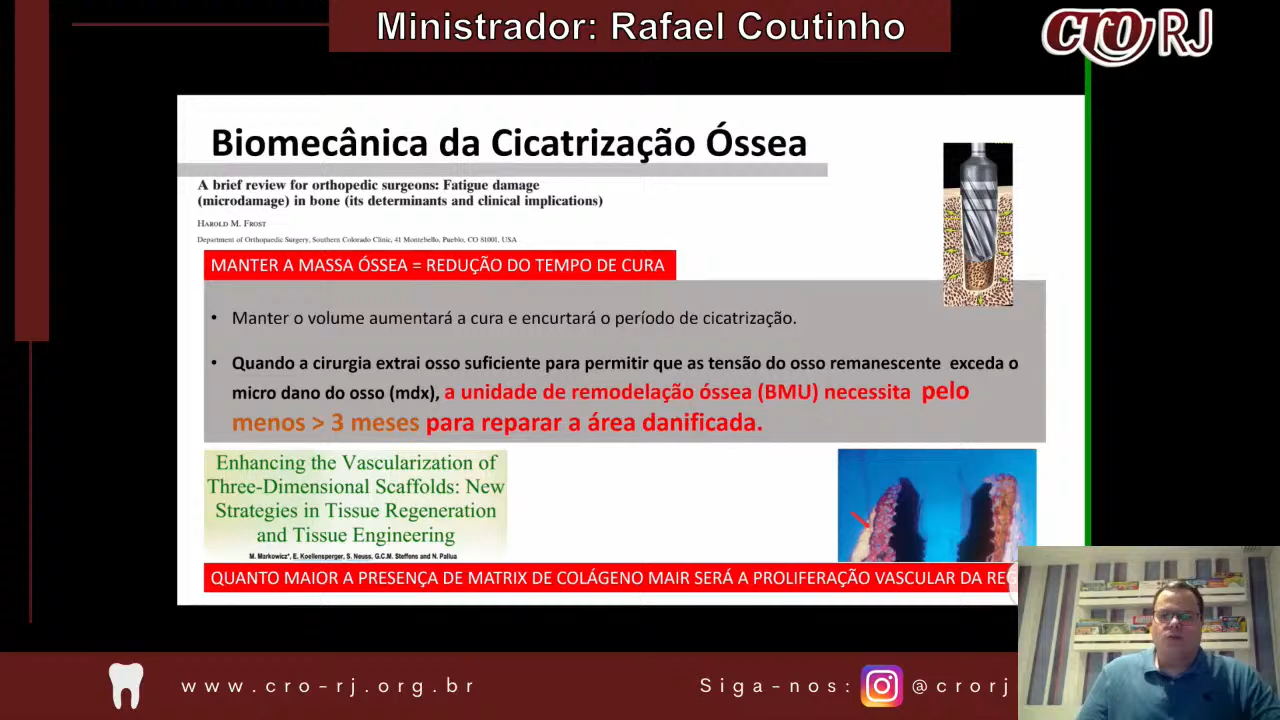 Ministrador: Rafael Coutinho
CRO RJ
Biomecânica da Cicatrização Óssea
A brief review for orthopedic surgeons: Fatigue damage
(microdamage) in bone (its determinants and clinical implications)
HAROLD M. FROST
Department of Orthopaedic Surgery, Southern Colorado Clinic, 41 Montebello, Pueblo, CO 81001, USA
MANTER A MASSA ÓSSEA = REDUÇÃO DO TEMPO DE CURA
• Manter o volume aumentará a cura e encurtará o período de cicatrização.
• Quando a cirurgia extrai osso suficiente para permitir que as tensão do osso remanescente exceda o
micro dano do osso (mdx), a unidade de remodelação óssea (BMU) necessita pelo
menos > 3 meses para reparar a área danificada.
Enhancing the Vascularization of
Three-Dimensional Scaffolds: New
Strategies in Tissue Regeneration
and Tissue Engineering
M. Markowicz*, E. Koellensperger, S. Neuss, G.C.M. Steffens and N. Pallua
QUANTO MAIOR A PRESENÇA DE MATRIX DE COLÁGENO MAIR SERÁ A PROLIFERAÇÃO VASCULAR DA
www.cro-rj.org.br
Siga-nos: @crorj